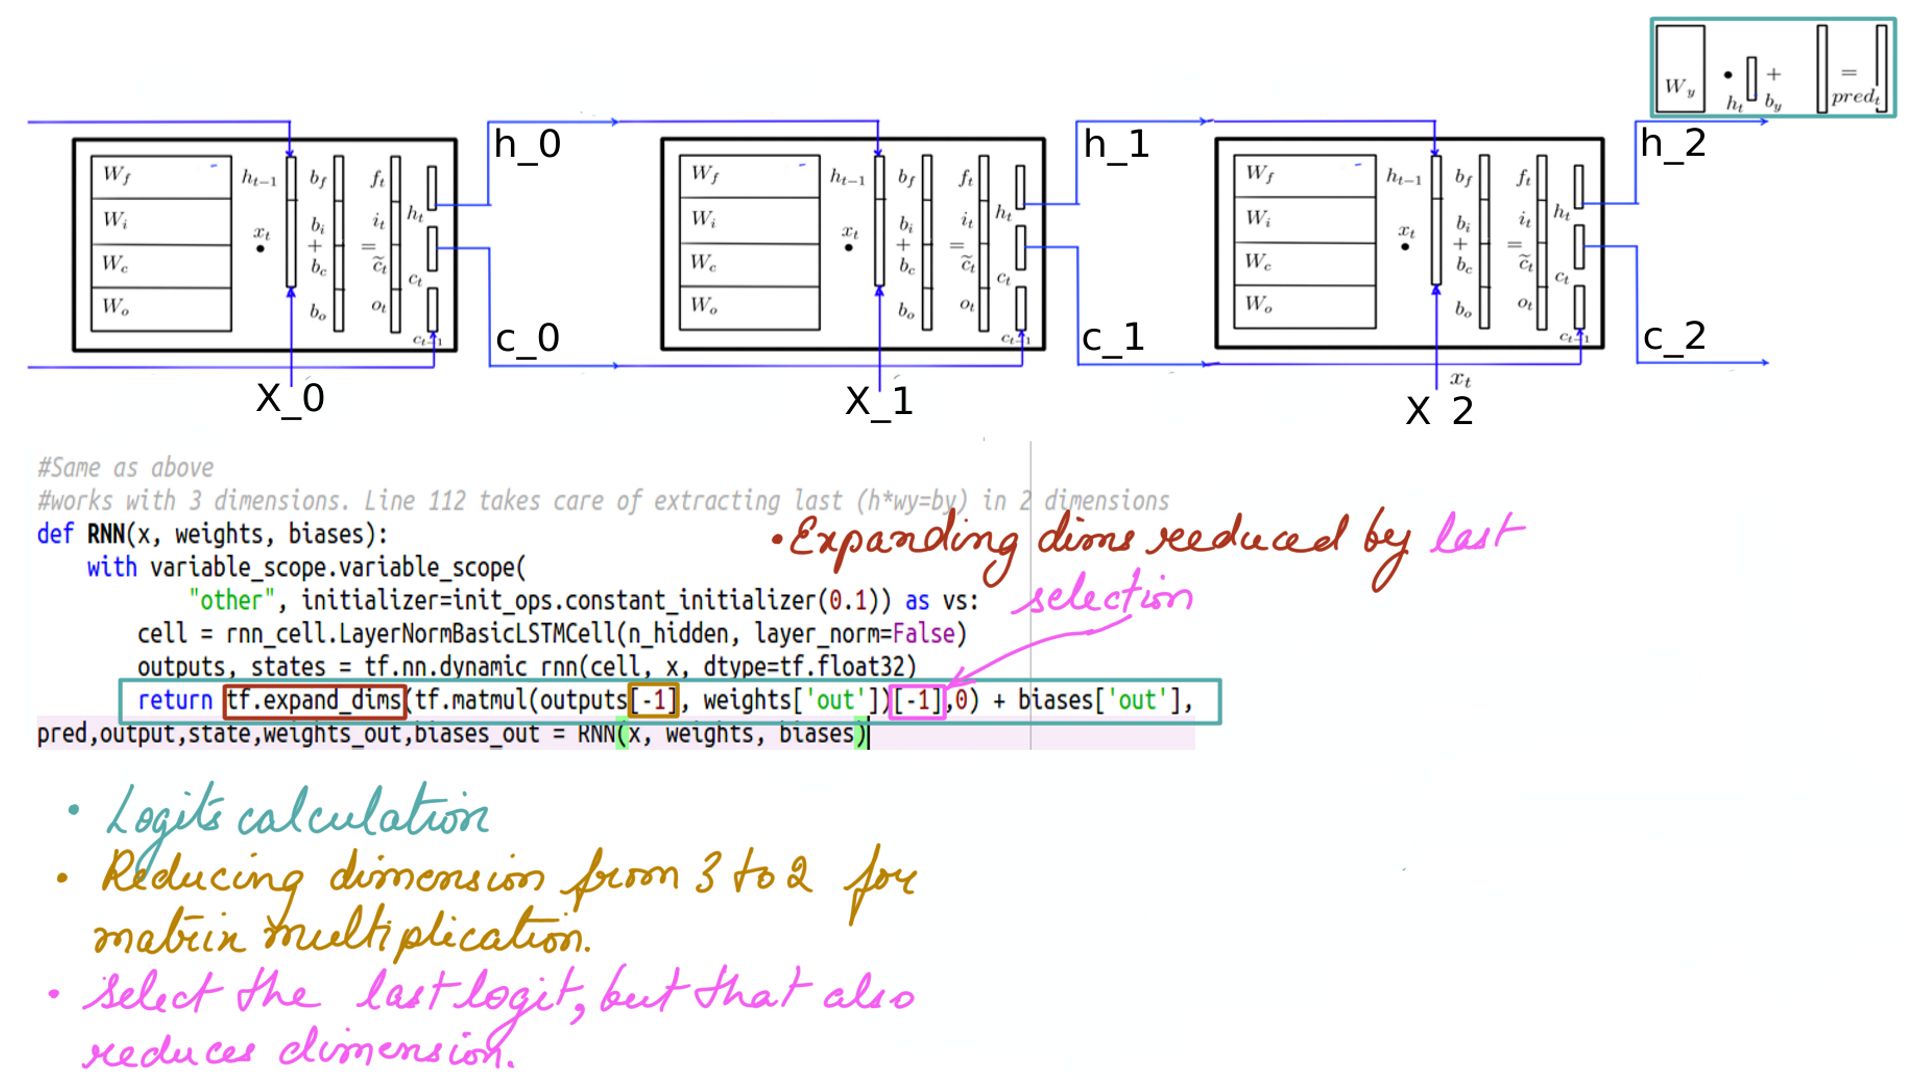 W_y • h_t + b_y = pred_t
h_0 h_1 h_2
W_f h_{t-1} b_f f_t W_f h_{t-1} b_f f_t W_f h_{t-1} b_f f_t
W_i x_t b_i i_t h_t W_i x_t b_i i_t h_t W_i x_t b_i i_t h_t
• + = • + = • + =
W_c b_c c̃_t c_t W_c b_c c̃_t c_t W_c b_c c̃_t c_t
W_o b_o o_t W_o b_o o_t W_o b_o o_t
c_{t-1} c_{t-1} c_{t-1}
c_0 c_1 c_2
x_t
X_0 X_1 X 2
#Same as above
#works with 3 dimensions. Line 112 takes care of extracting last (h*wy=by) in 2 dimensions
def RNN(x, weights, biases):
with variable_scope.variable_scope(
"other", initializer=init_ops.constant_initializer(0.1)) as vs:
cell = rnn_cell.LayerNormBasicLSTMCell(n_hidden, layer_norm=False)
outputs, states = tf.nn.dynamic_rnn(cell, x, dtype=tf.float32)
return tf.expand_dims(tf.matmul(outputs[-1], weights['out'])[-1],0) + biases['out'],
pred,output,state,weights_out,biases_out = RNN(x, weights, biases)
• Expanding dims reeduced by last
selection
• Logits calculation
• Reducing dimension from 3 to 2 for
matrix multiplication.
• select the last logit, but that also
reduces dimension.